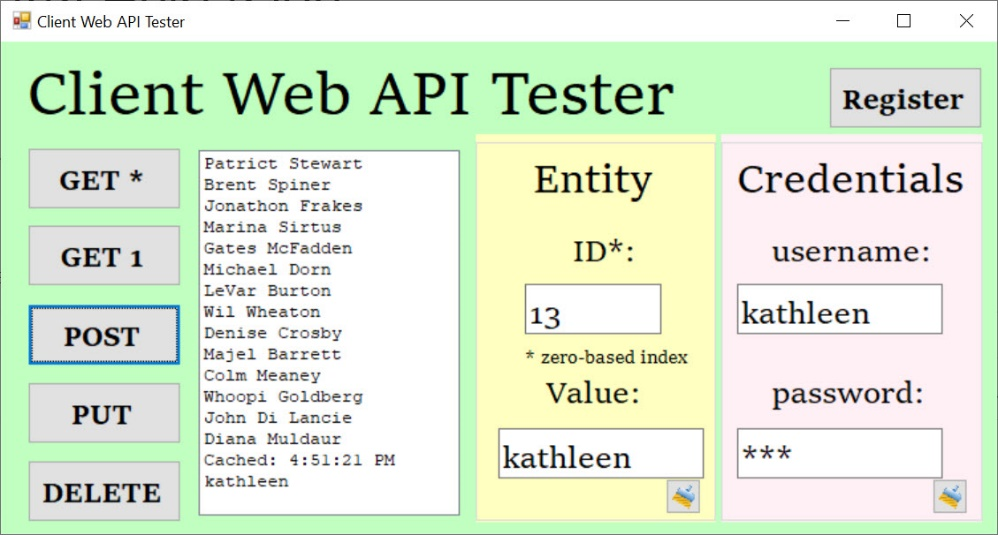 Client Web API Tester
Client Web API Tester
Register
GET *
GET 1
POST
PUT
DELETE
Patrict Stewart
Brent Spiner
Jonathon Frakes
Marina Sirtus
Gates McFadden
Michael Dorn
LeVar Burton
Wil Wheaton
Denise Crosby
Majel Barrett
Colm Meaney
Whoopi Goldberg
John Di Lancie
Diana Muldaur
Cached: 4:51:21 PM
kathleen
Entity
ID*:
13
* zero-based index
Value:
kathleen
Credentials
username:
kathleen
password:
***